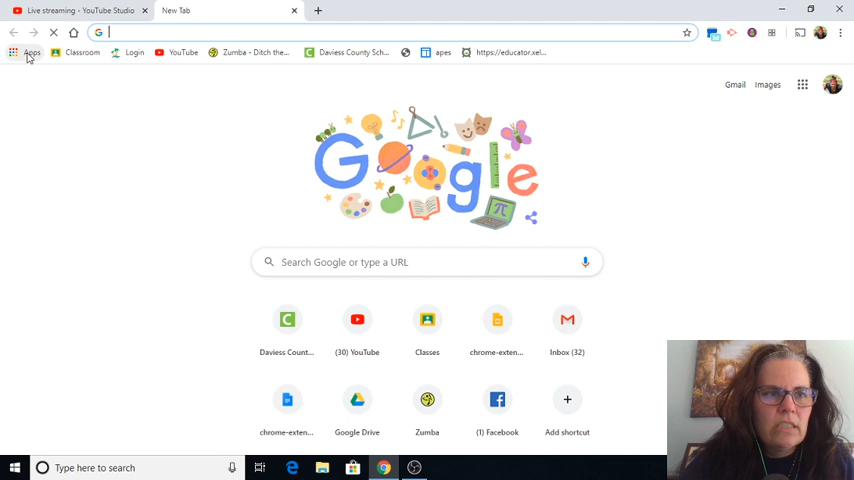 Live streaming - YouTube Studio
New Tab
Apps
Classroom
Login
YouTube
Zumba - Ditch the...
Daviess County Sch...
apes
https://educator.xel...
Gmail
Images
Google
π
Search Google or type a URL
Daviess Count...
(30) YouTube
Classes
chrome-exten...
Inbox (32)
chrome-exten...
Google Drive
Zumba
(1) Facebook
Add shortcut
Type here to search